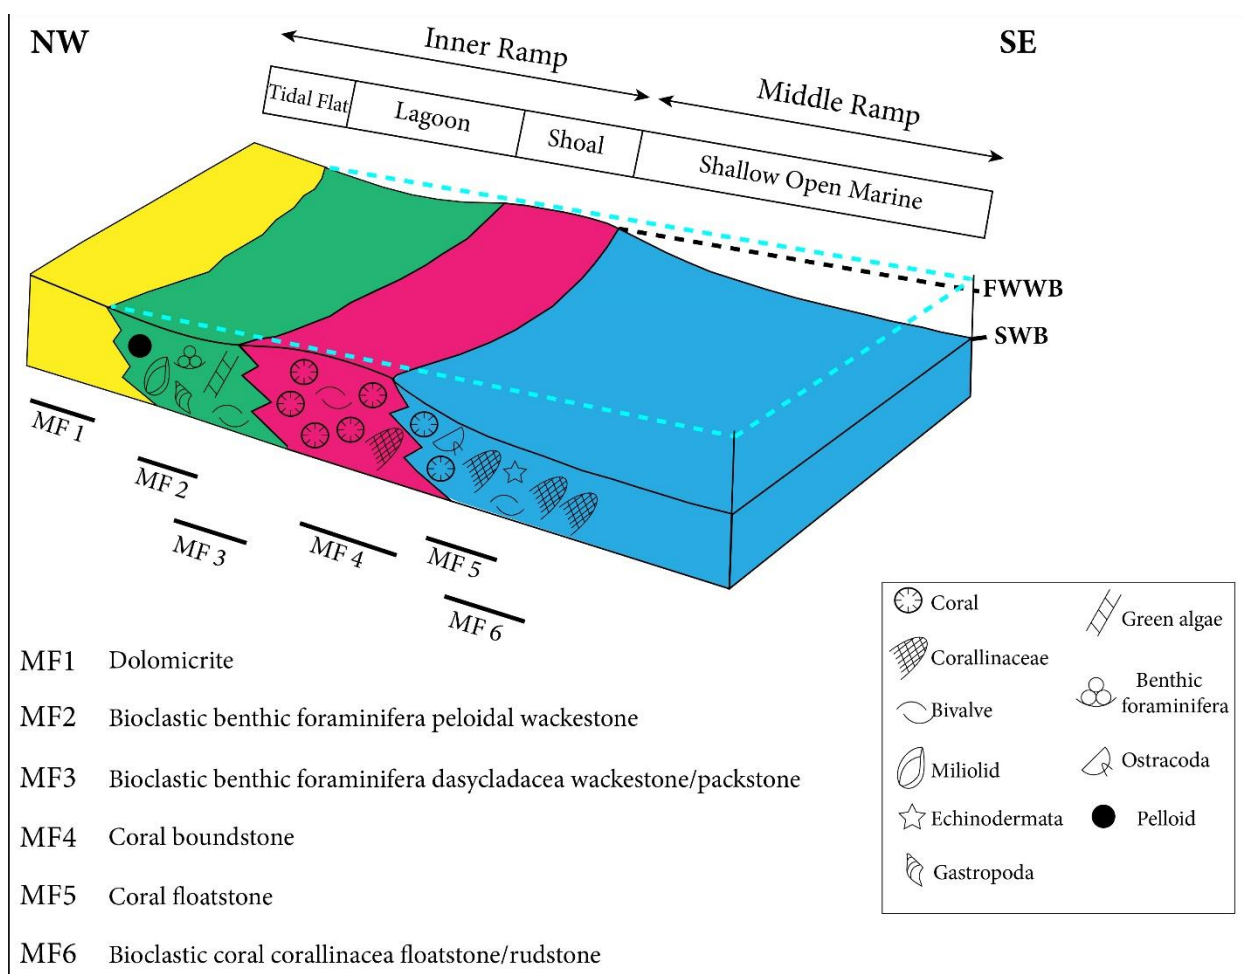 NW
SE
Inner Ramp
Middle Ramp
Tidal Flat
Lagoon
Shoal
Shallow Open Marine
FWWB
SWB
MF 1
MF 2
MF 3
MF 4
MF 5
MF 6
MF1 Dolomicrite
MF2 Bioclastic benthic foraminifera peloidal wackestone
MF3 Bioclastic benthic foraminifera dasycladacea wackestone/packstone
MF4 Coral boundstone
MF5 Coral floatstone
MF6 Bioclastic coral corallinacea floatstone/rudstone
Coral
Corallinaceae
Bivalve
Miliolid
Echinodermata
Gastropoda
Green algae
Benthic
foraminifera
Ostracoda
Pelloid